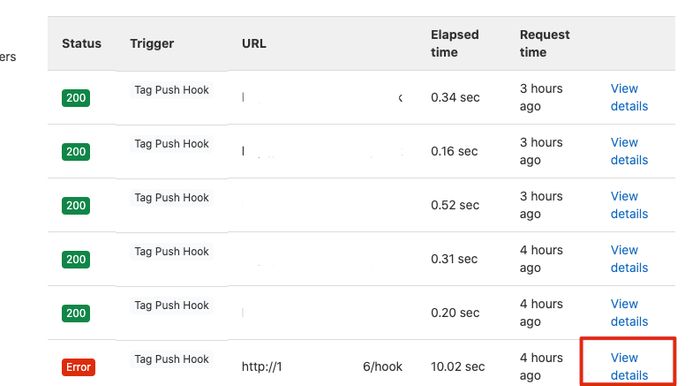 ers
Status Trigger URL Elapsed time Request time
200 Tag Push Hook 0.34 sec 3 hours ago View details
200 Tag Push Hook 0.16 sec 3 hours ago View details
200 Tag Push Hook 0.52 sec 3 hours ago View details
200 Tag Push Hook 0.31 sec 4 hours ago View details
200 Tag Push Hook 0.20 sec 4 hours ago View details
Error Tag Push Hook http://1 6/hook 10.02 sec 4 hours ago View details